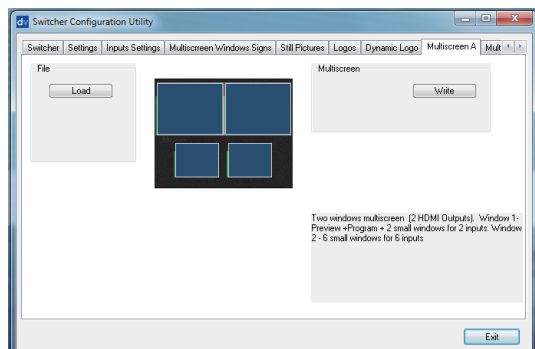 dv Switcher Configuration Utility
Switcher Settings Inputs Settings Multiscrreen Windows Signs Still Pictures Logos Dynamic Logo Multiscreen A Mult
File
Load
Multiscreen
Write
Two windows multiscreen (2 HDMI Outputs). Window 1-
Preview +Program + 2 small windows for 2 inputs. Window
2 - 6 small windows for 6 inputs
Exit